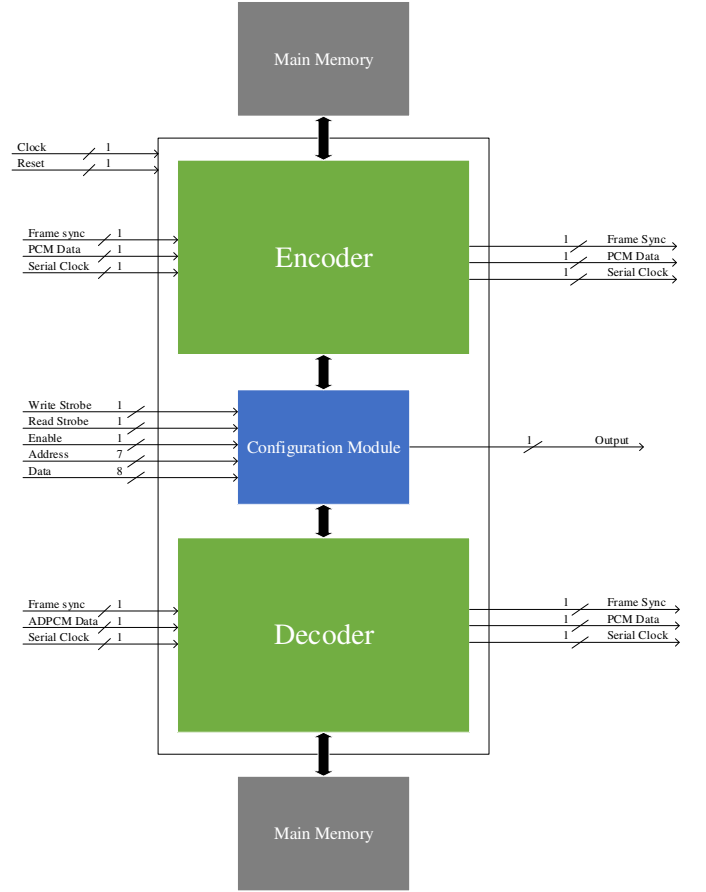 Main Memory
Clock 1
Reset 1
Frame sync 1
PCM Data 1
Serial Clock 1
Encoder
1 Frame Sync
1 PCM Data
1 Serial Clock
Write Strobe 1
Read Strobe 1
Enable 1
Address 7
Data 8
Configuration Module
1 Output
Frame sync 1
ADPCM Data 1
Serial Clock 1
Decoder
1 Frame Sync
1 PCM Data
1 Serial Clock
Main Memory